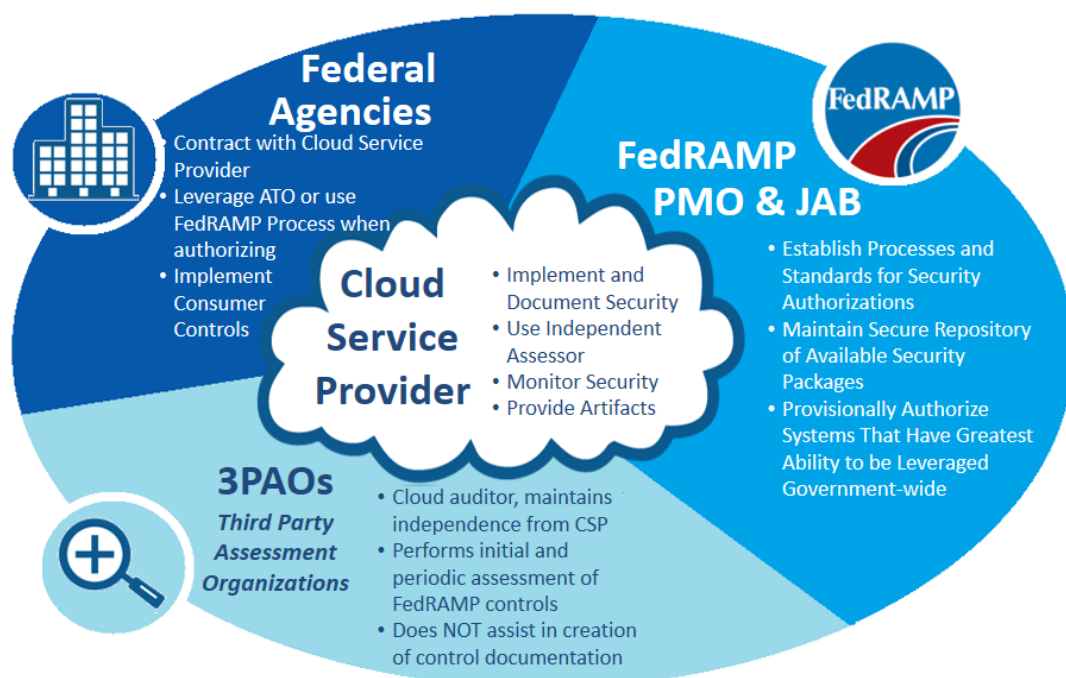 Federal
Agencies
• Contract with Cloud Service
Provider
• Leverage ATO or use
FedRAMP Process when
authorizing
• Implement
Consumer
Controls
FedRAMP
FedRAMP
PMO & JAB
• Establish Processes and
Standards for Security
Authorizations
• Maintain Secure Repository
of Available Security
Packages
• Provisionally Authorize
Systems That Have Greatest
Ability to be Leveraged
Government-wide
Cloud
Service
Provider
• Implement and
Document Security
• Use Independent
Assessor
• Monitor Security
• Provide Artifacts
3PAOs
Third Party
Assessment
Organizations
• Cloud auditor, maintains
independence from CSP
• Performs initial and
periodic assessment of
FedRAMP controls
• Does NOT assist in creation
of control documentation